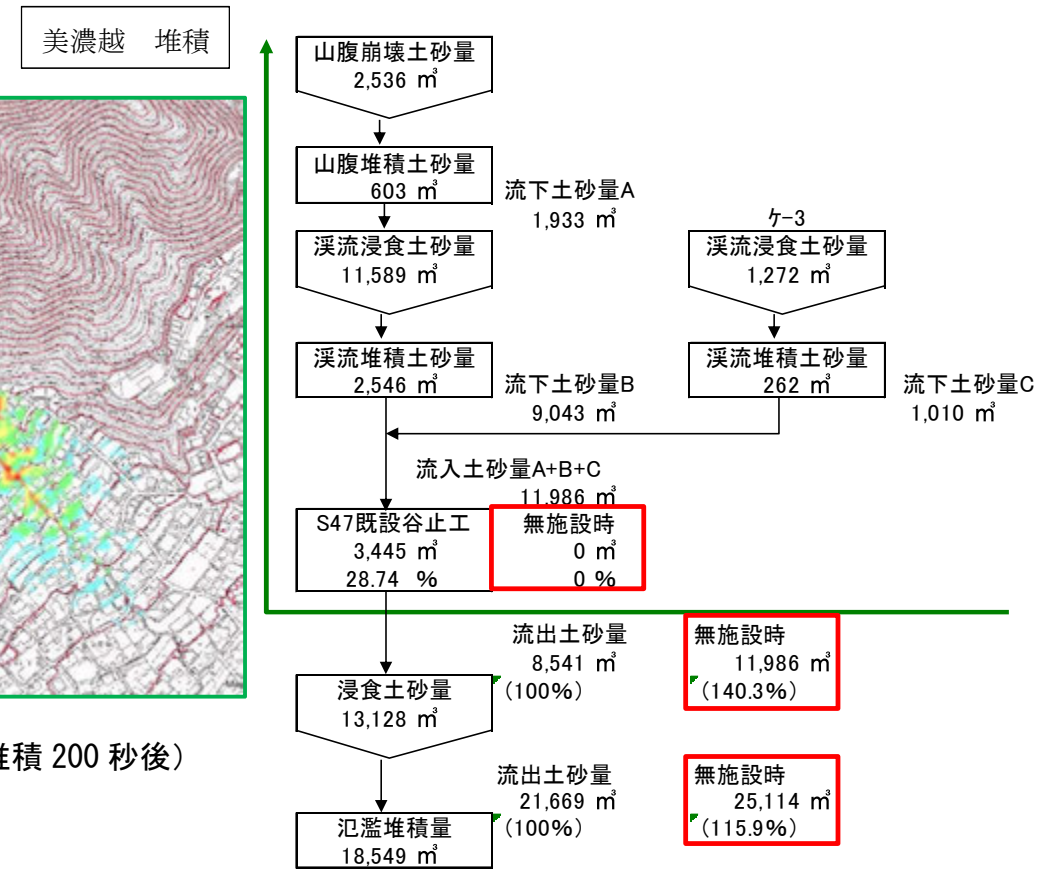 美濃越　堆積
山腹崩壊土砂量
2,536 ㎥
山腹堆積土砂量
603 ㎥
流下土砂量A
1,933 ㎥
渓流浸食土砂量
11,589 ㎥
ｹ-3
渓流浸食土砂量
1,272 ㎥
渓流堆積土砂量
2,546 ㎥
流下土砂量B
9,043 ㎥
渓流堆積土砂量
262 ㎥
流下土砂量C
1,010 ㎥
流入土砂量A+B+C
11,986 ㎥
S47既設谷止工
3,445 ㎥
28.74 %
無施設時
0 ㎥
0 %
流出土砂量
8,541 ㎥
(100%)
無施設時
11,986 ㎥
(140.3%)
浸食土砂量
13,128 ㎥
堆積 200 秒後）
流出土砂量
21,669 ㎥
(100%)
無施設時
25,114 ㎥
(115.9%)
氾濫堆積量
18,549 ㎥